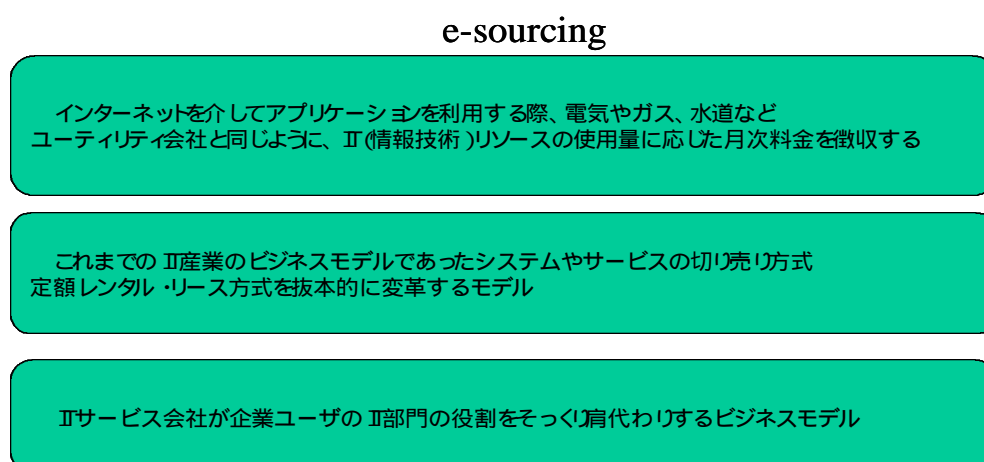 e-sourcing
インターネットを介してアプリケーションを利用する際、電気やガス、水道など
ユーティリティ会社と同じように、IT(情報技術)リソースの使用量に応じた月次料金を徴収する
これまでのIT産業のビジネスモデルであったシステムやサービスの切り売り方式
定額レンタル・リース方式を抜本的に変革するモデル
ITサービス会社が企業ユーザのIT部門の役割をそっくり肩代わりするビジネスモデル